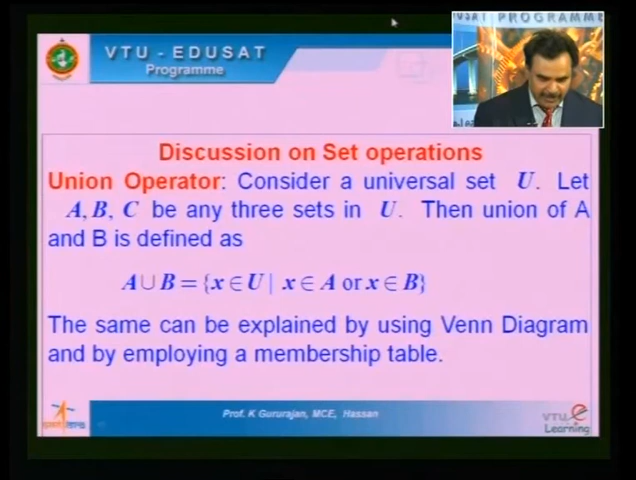 VTU - EDUSAT
Programme
USAT PROGRAMME
Discussion on Set operations
Union Operator: Consider a universal set U. Let
A, B, C be any three sets in U. Then union of A
and B is defined as
A∪B = {x∈U | x∈A or x∈B}
The same can be explained by using Venn Diagram
and by employing a membership table.
Prof. K Gururajan, MCE, Hassan
VTU e
Learning